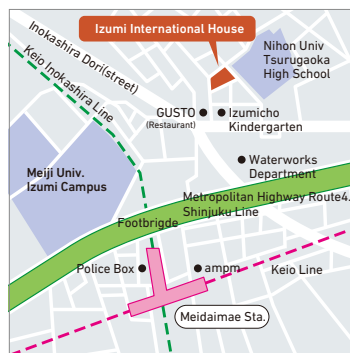 Izumi International House
Inokashira Dori(street)
Keio Inokashira Line
Nihon Univ
Tsurugaoka
High School
GUSTO
(Restaurant)
Izumicho
Kindergarten
Waterworks
Department
Meiji Univ.
Izumi Campus
Metropolitan Highway Route4.
Shinjuku Line
Footbrigde
Police Box
ampm
Keio Line
Meidaimae Sta.